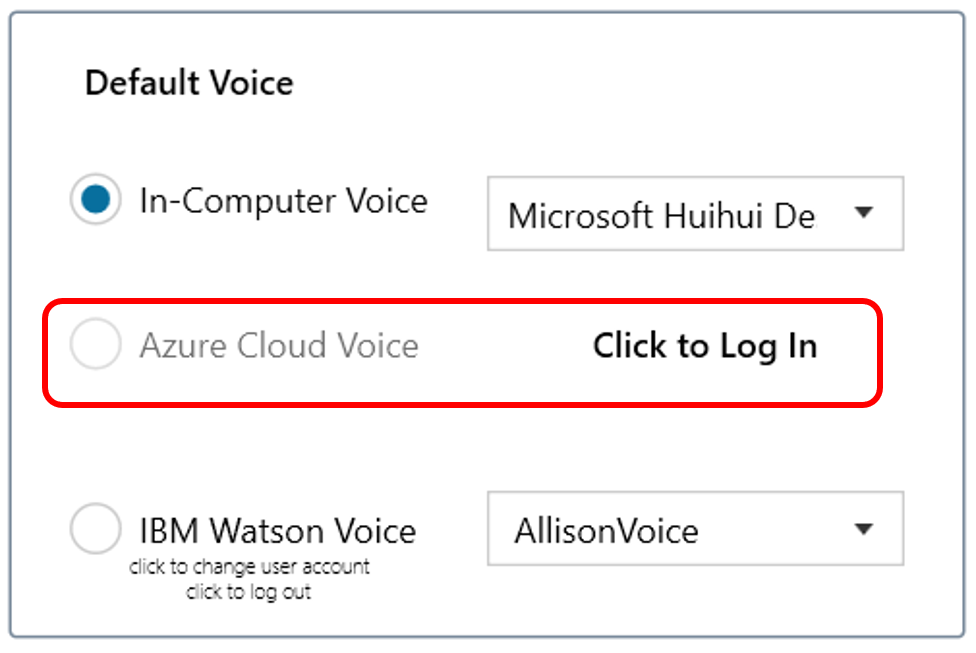 Default Voice
In-Computer Voice
Microsoft Huihui De
Azure Cloud Voice
Click to Log In
IBM Watson Voice
AllisonVoice
click to change user account
click to log out